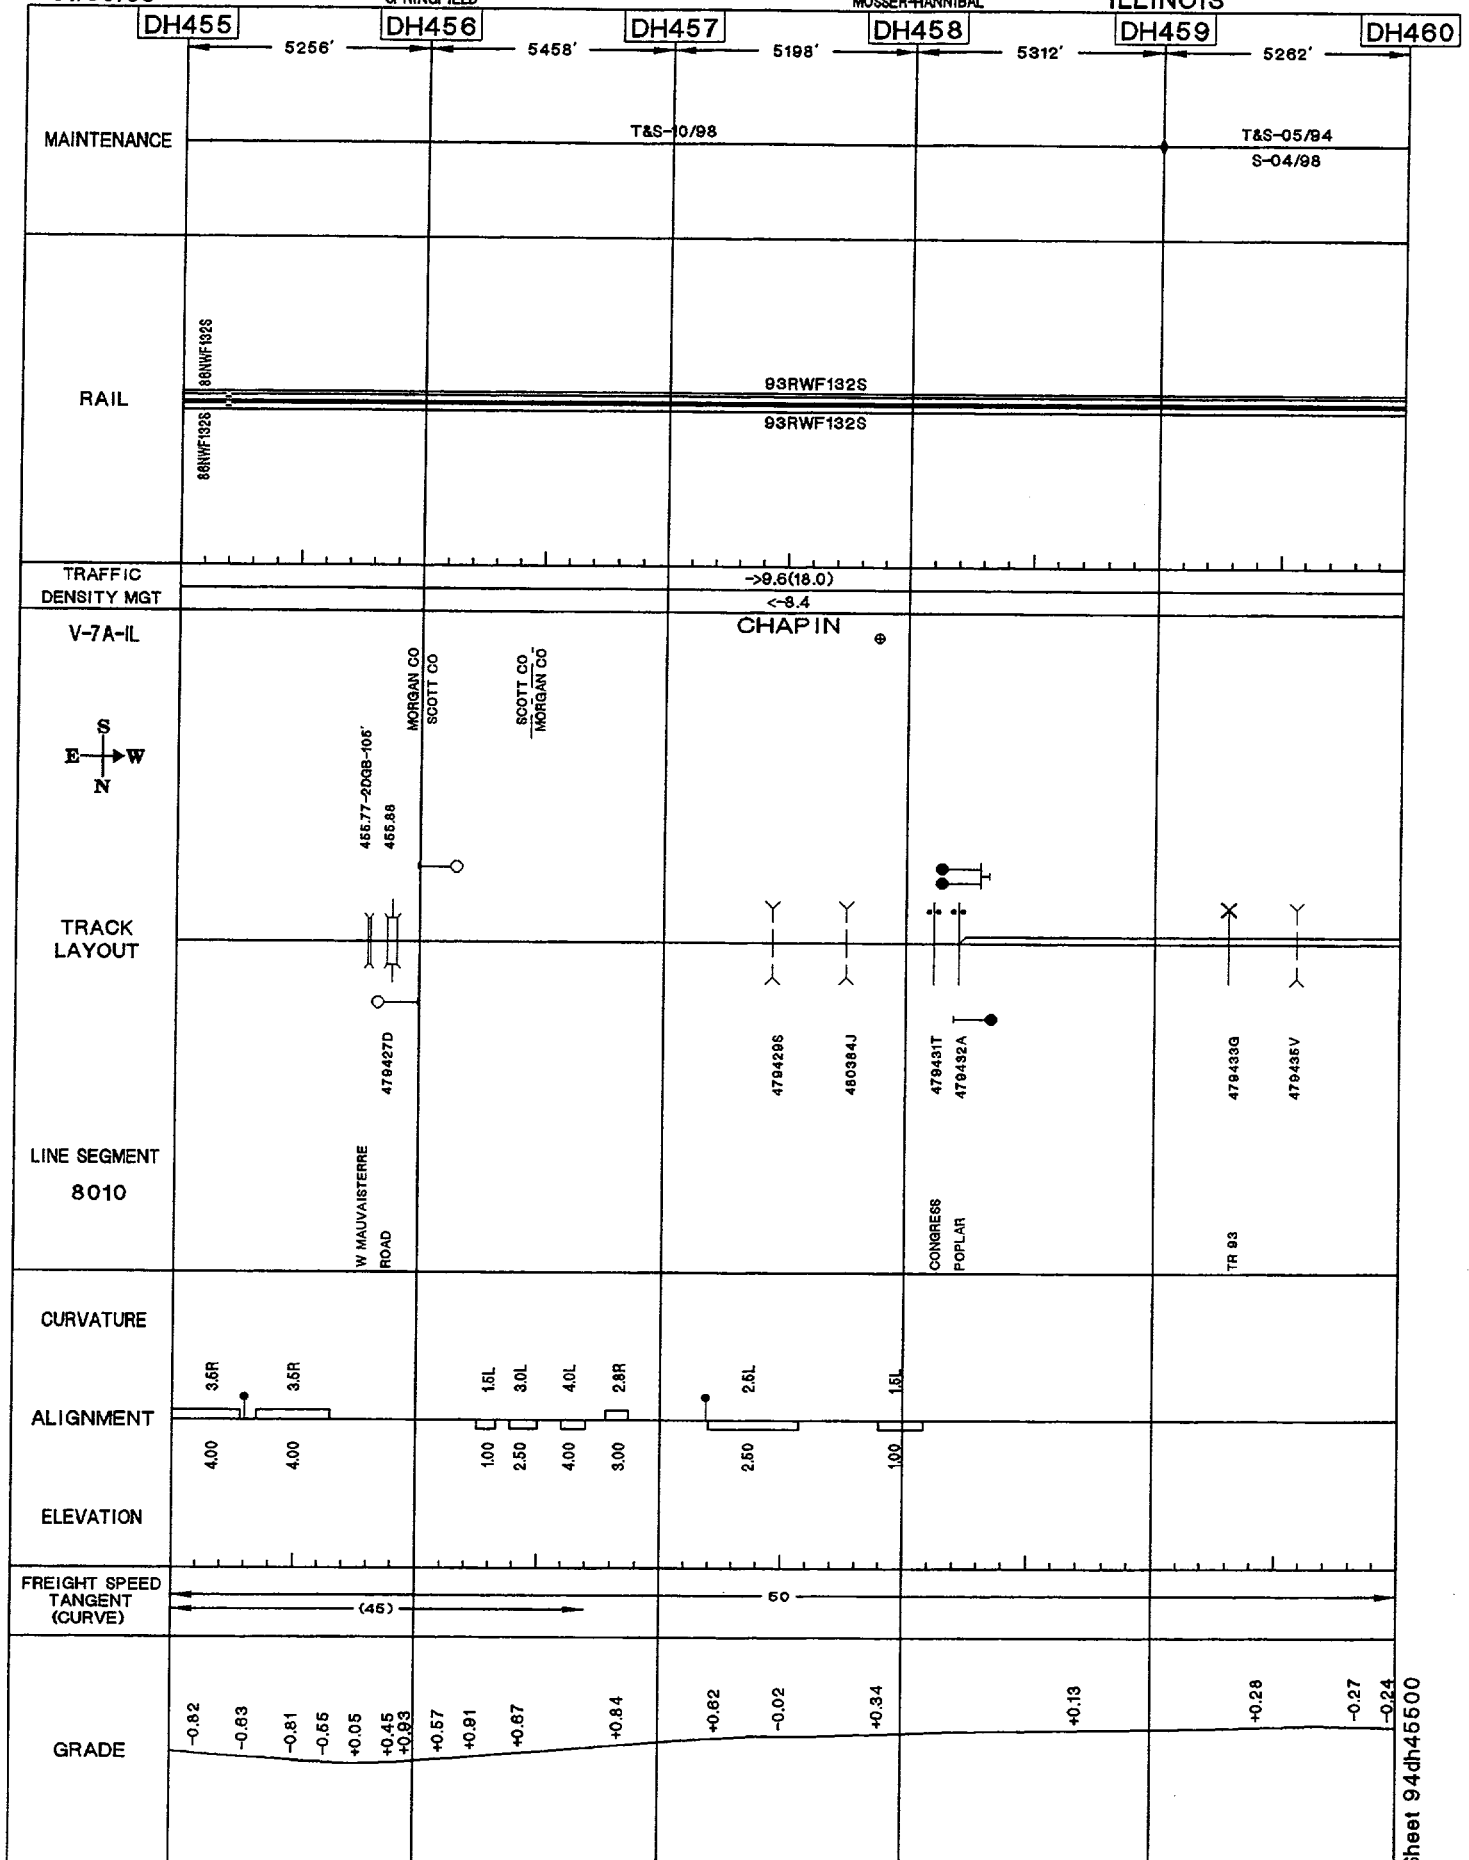 SPRINGFIELD
MOSSER-HANNIBAL
ILLINOIS
DH455 DH456 DH457 DH458 DH459 DH460
5256' 5458' 5198' 5312' 5262'
MAINTENANCE
T&S-10/98
T&S-05/94
S-04/98
RAIL
86NWF132S
86NWF132S
93RWF132S
93RWF132S
TRAFFIC
DENSITY MGT
->9.6(18.0)
<-8.4
V-7A-IL
CHAPIN
MORGAN CO
SCOTT CO
SCOTT CO
MORGAN CO
S
E W
N
455.77-2DGB-105'
455.88
TRACK
LAYOUT
479427D
479429S
480384J
479431T
479432A
479433G
479435V
LINE SEGMENT
8010
W MAUVAISTERRE
ROAD
CONGRESS
POPLAR
TR 93
CURVATURE
3.5R 3.5R 1.5L 3.0L 4.0L 2.8R 2.5L 1.5L
ALIGNMENT
4.00 4.00 1.00 2.50 4.00 3.00 2.50 1.00
ELEVATION
FREIGHT SPEED
TANGENT
(CURVE)
50
(45)
GRADE
-0.82 -0.83 -0.81 -0.55 +0.05 +0.45 +0.93 +0.57 +0.91 +0.87 +0.84 +0.82 -0.02 +0.34 +0.13 +0.28 -0.27 -0.24
Sheet 94dh45500